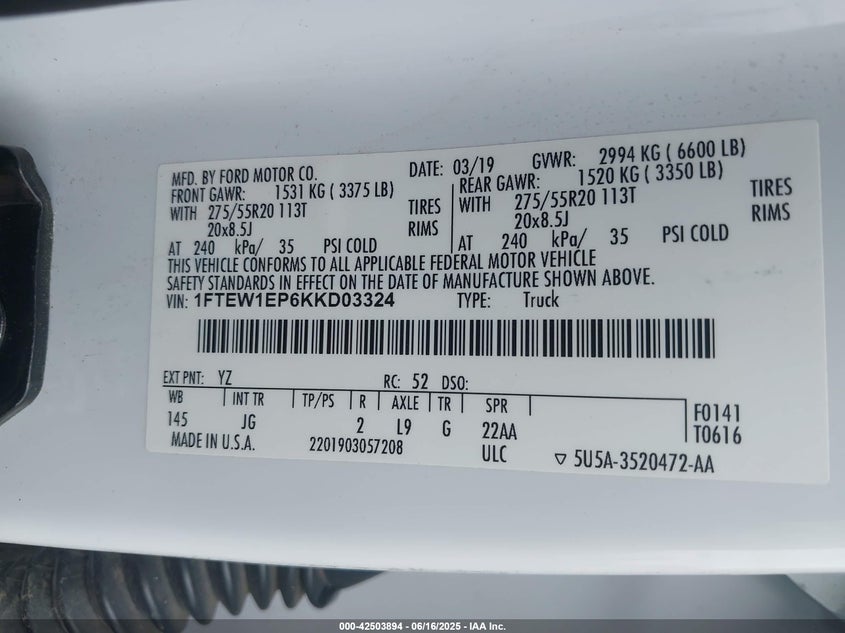 MFD. BY FORD MOTOR CO. DATE: 03/19 GVWR: 2994 KG ( 6600 LB)
FRONT GAWR: 1531 KG ( 3375 LB) REAR GAWR: 1520 KG ( 3350 LB)
WITH 275/55R20 113T TIRES WITH 275/55R20 113T TIRES
20x8.5J RIMS 20x8.5J RIMS
AT 240 kPa/ 35 PSI COLD AT 240 kPa/ 35 PSI COLD
THIS VEHICLE CONFORMS TO ALL APPLICABLE FEDERAL MOTOR VEHICLE
SAFETY STANDARDS IN EFFECT ON THE DATE OF MANUFACTURE SHOWN ABOVE.
VIN: 1FTEW1EP6KKD03324 TYPE: Truck
EXT PNT: YZ RC: 52 DSO:
WB INT TR TP/PS R AXLE TR SPR F0141
145 JG 2 L9 G 22AA T0616
MADE IN U.S.A. 2201903057208 ULC ▽ 5U5A-3520472-AA
000-42503894 - 06/16/2025 - IAA Inc.